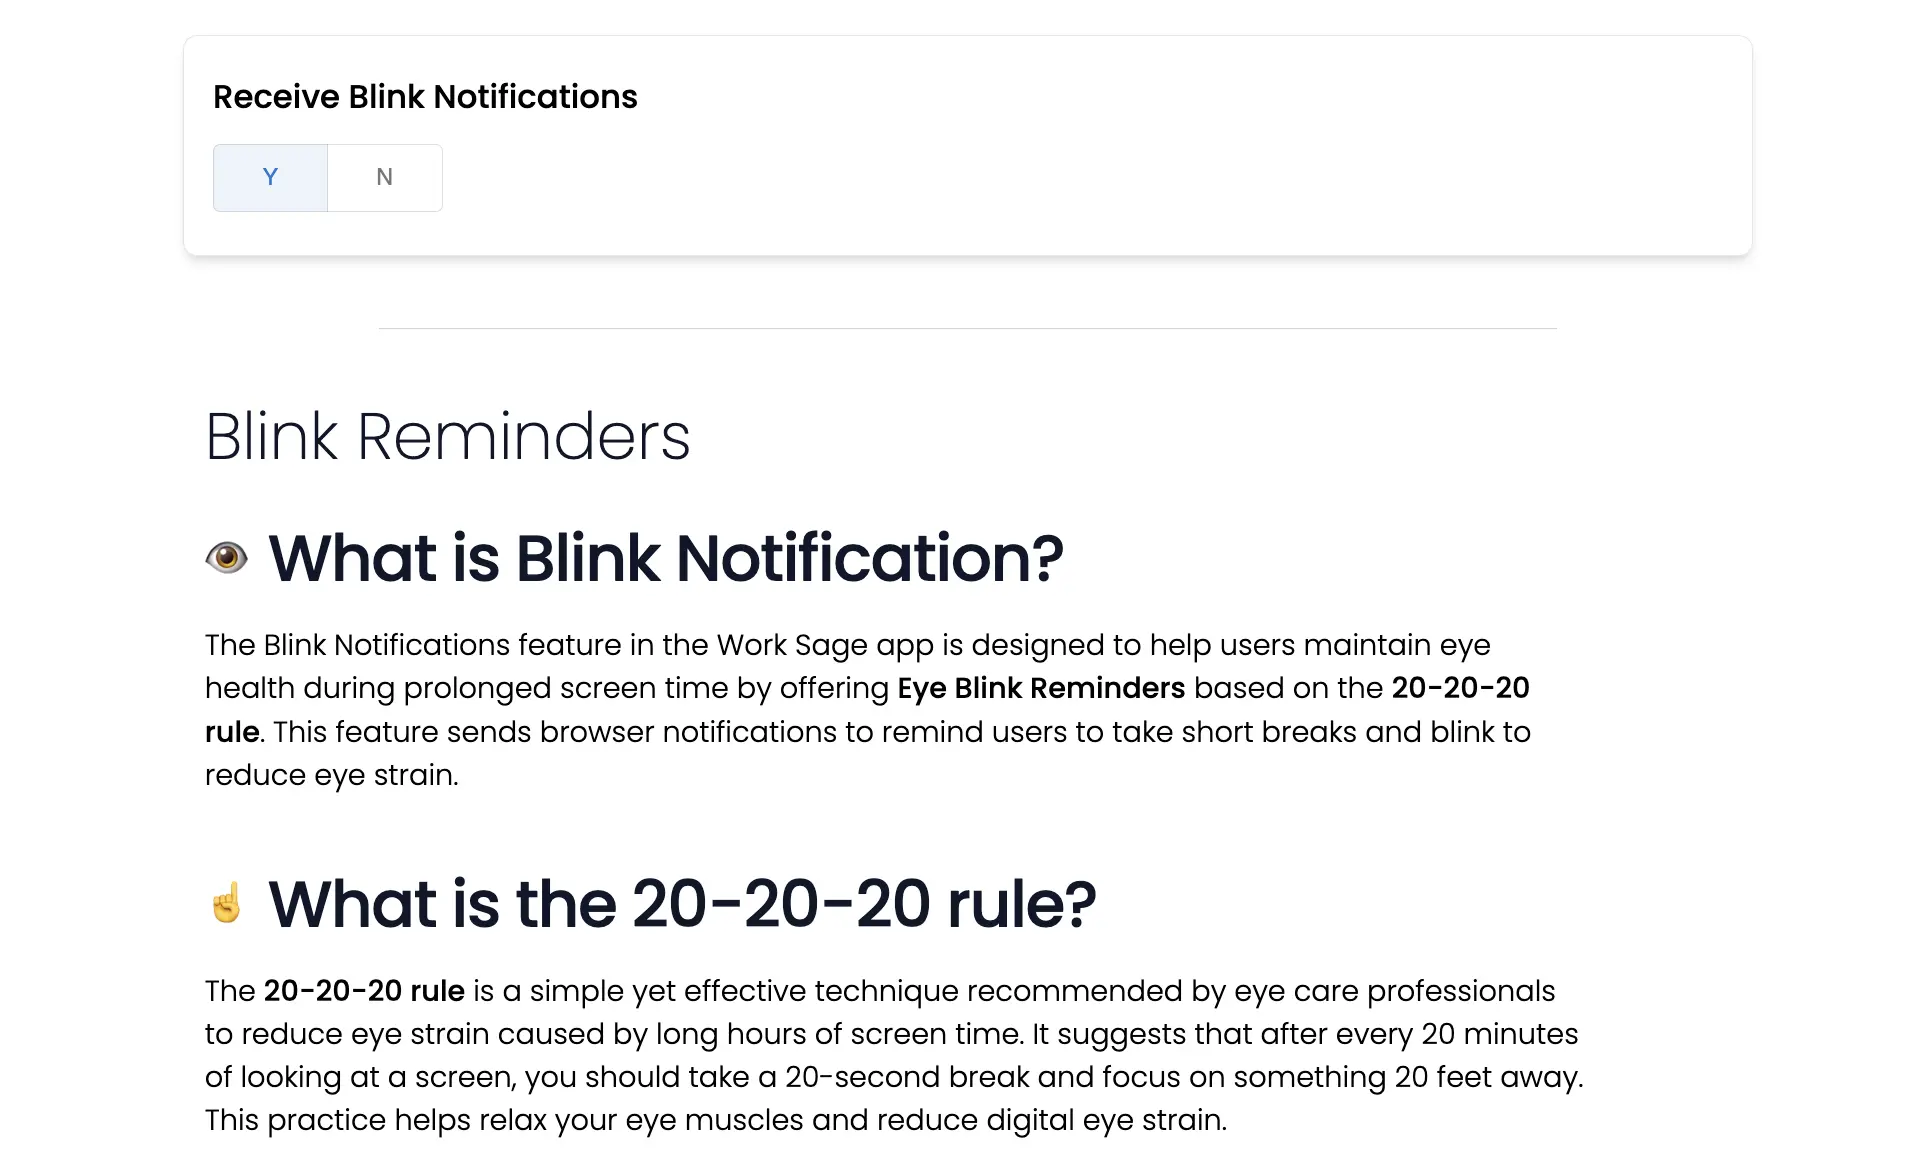 Receive Blink Notifications
Y N
Blink Reminders
👁️ What is Blink Notification?
The Blink Notifications feature in the Work Sage app is designed to help users maintain eye
health during prolonged screen time by offering Eye Blink Reminders based on the 20-20-20
rule. This feature sends browser notifications to remind users to take short breaks and blink to
reduce eye strain.
☝️ What is the 20-20-20 rule?
The 20-20-20 rule is a simple yet effective technique recommended by eye care professionals
to reduce eye strain caused by long hours of screen time. It suggests that after every 20 minutes
of looking at a screen, you should take a 20-second break and focus on something 20 feet away.
This practice helps relax your eye muscles and reduce digital eye strain.